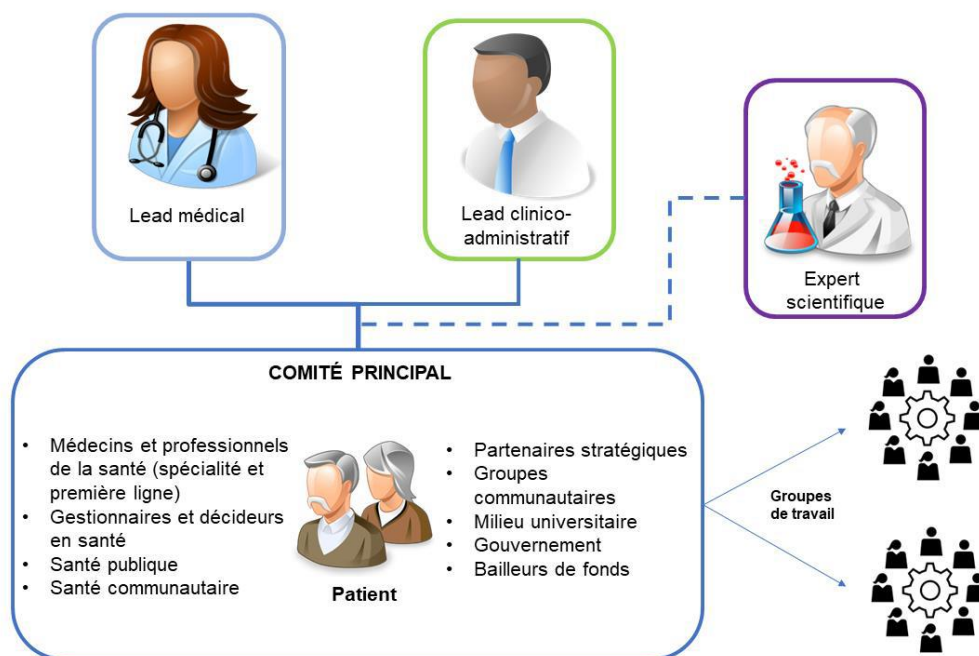 Lead médical
Lead clinico-
administratif
Expert
scientifique
COMITÉ PRINCIPAL
• Médecins et professionnels
de la santé (spécialité et
première ligne)
• Gestionnaires et décideurs
en santé
• Santé publique
• Santé communautaire
Patient
• Partenaires stratégiques
• Groupes
communautaires
• Milieu universitaire
• Gouvernement
• Bailleurs de fonds
Groupes
de travail